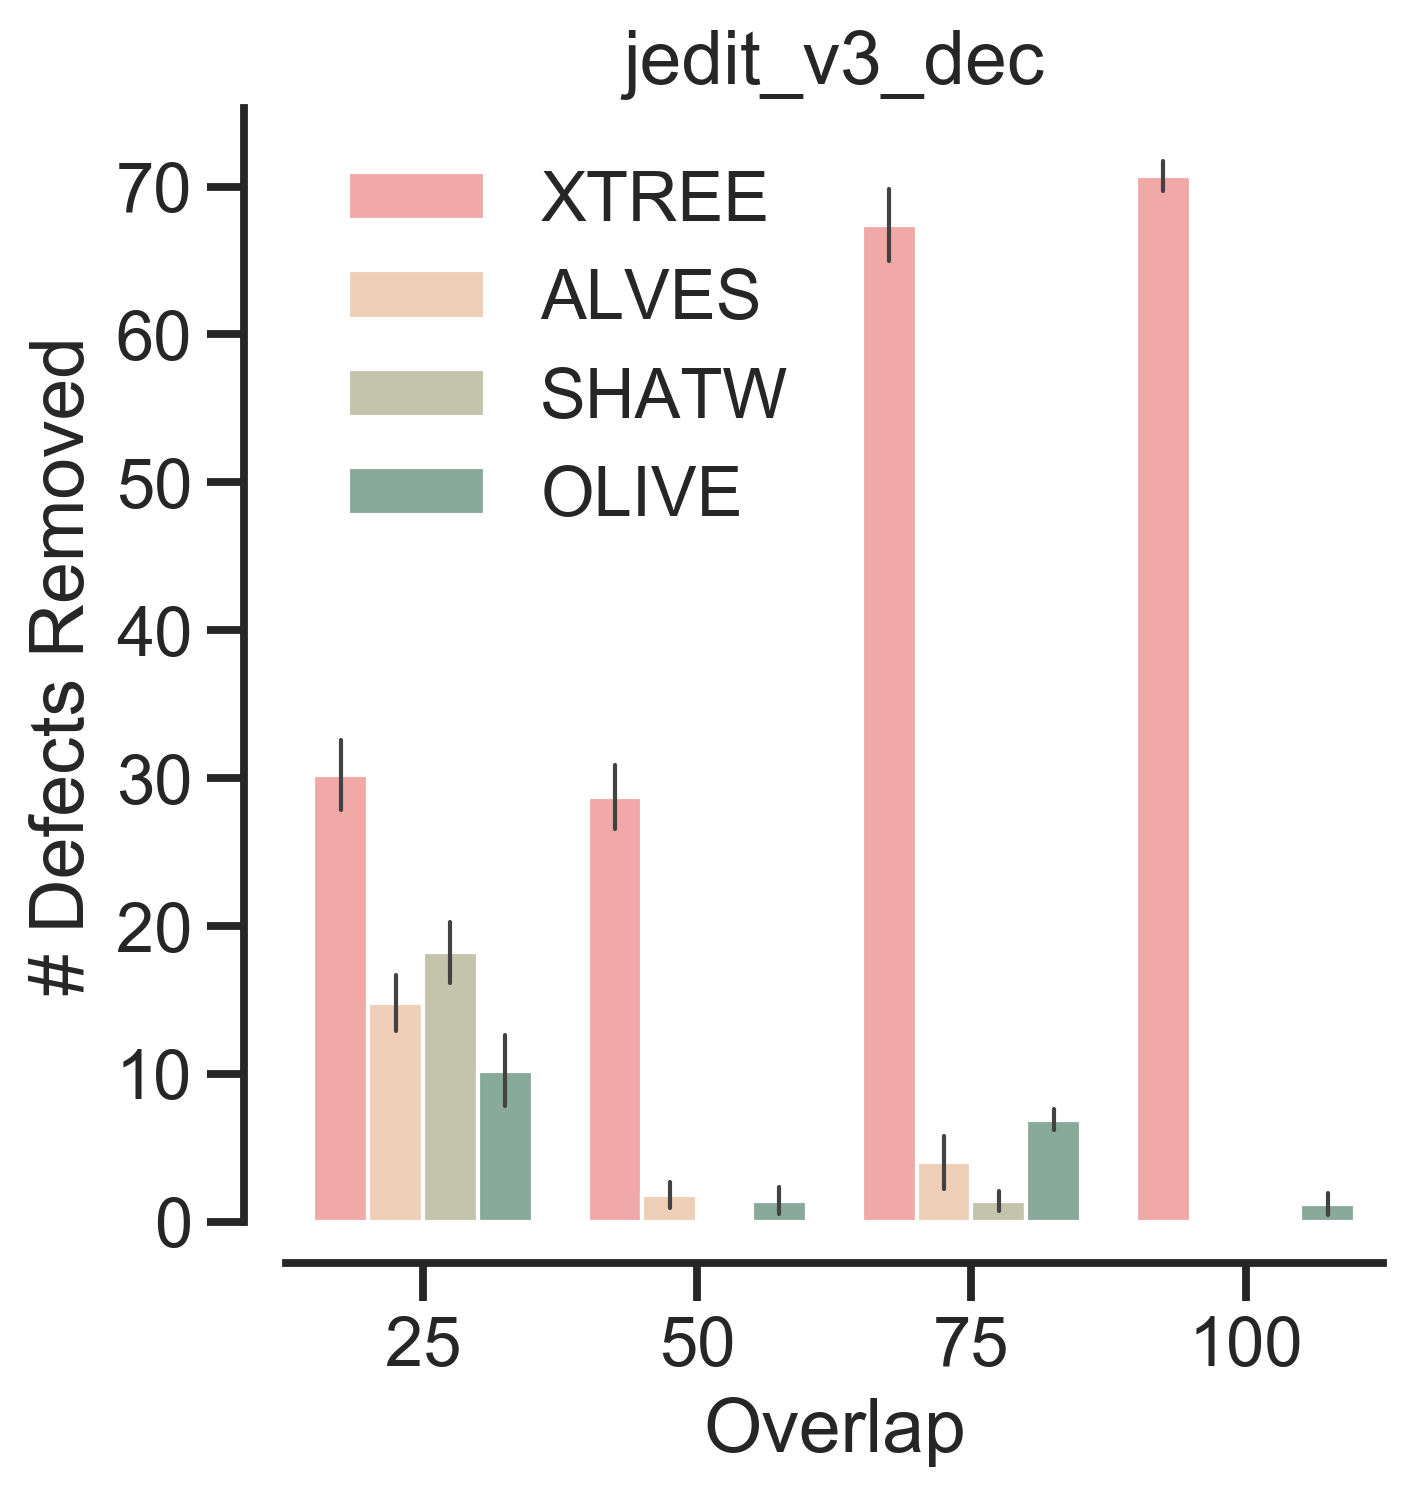 jedit_v3_dec
# Defects Removed
70
60
50
40
30
20
10
0
XTREE
ALVES
SHATW
OLIVE
25 50 75 100
Overlap